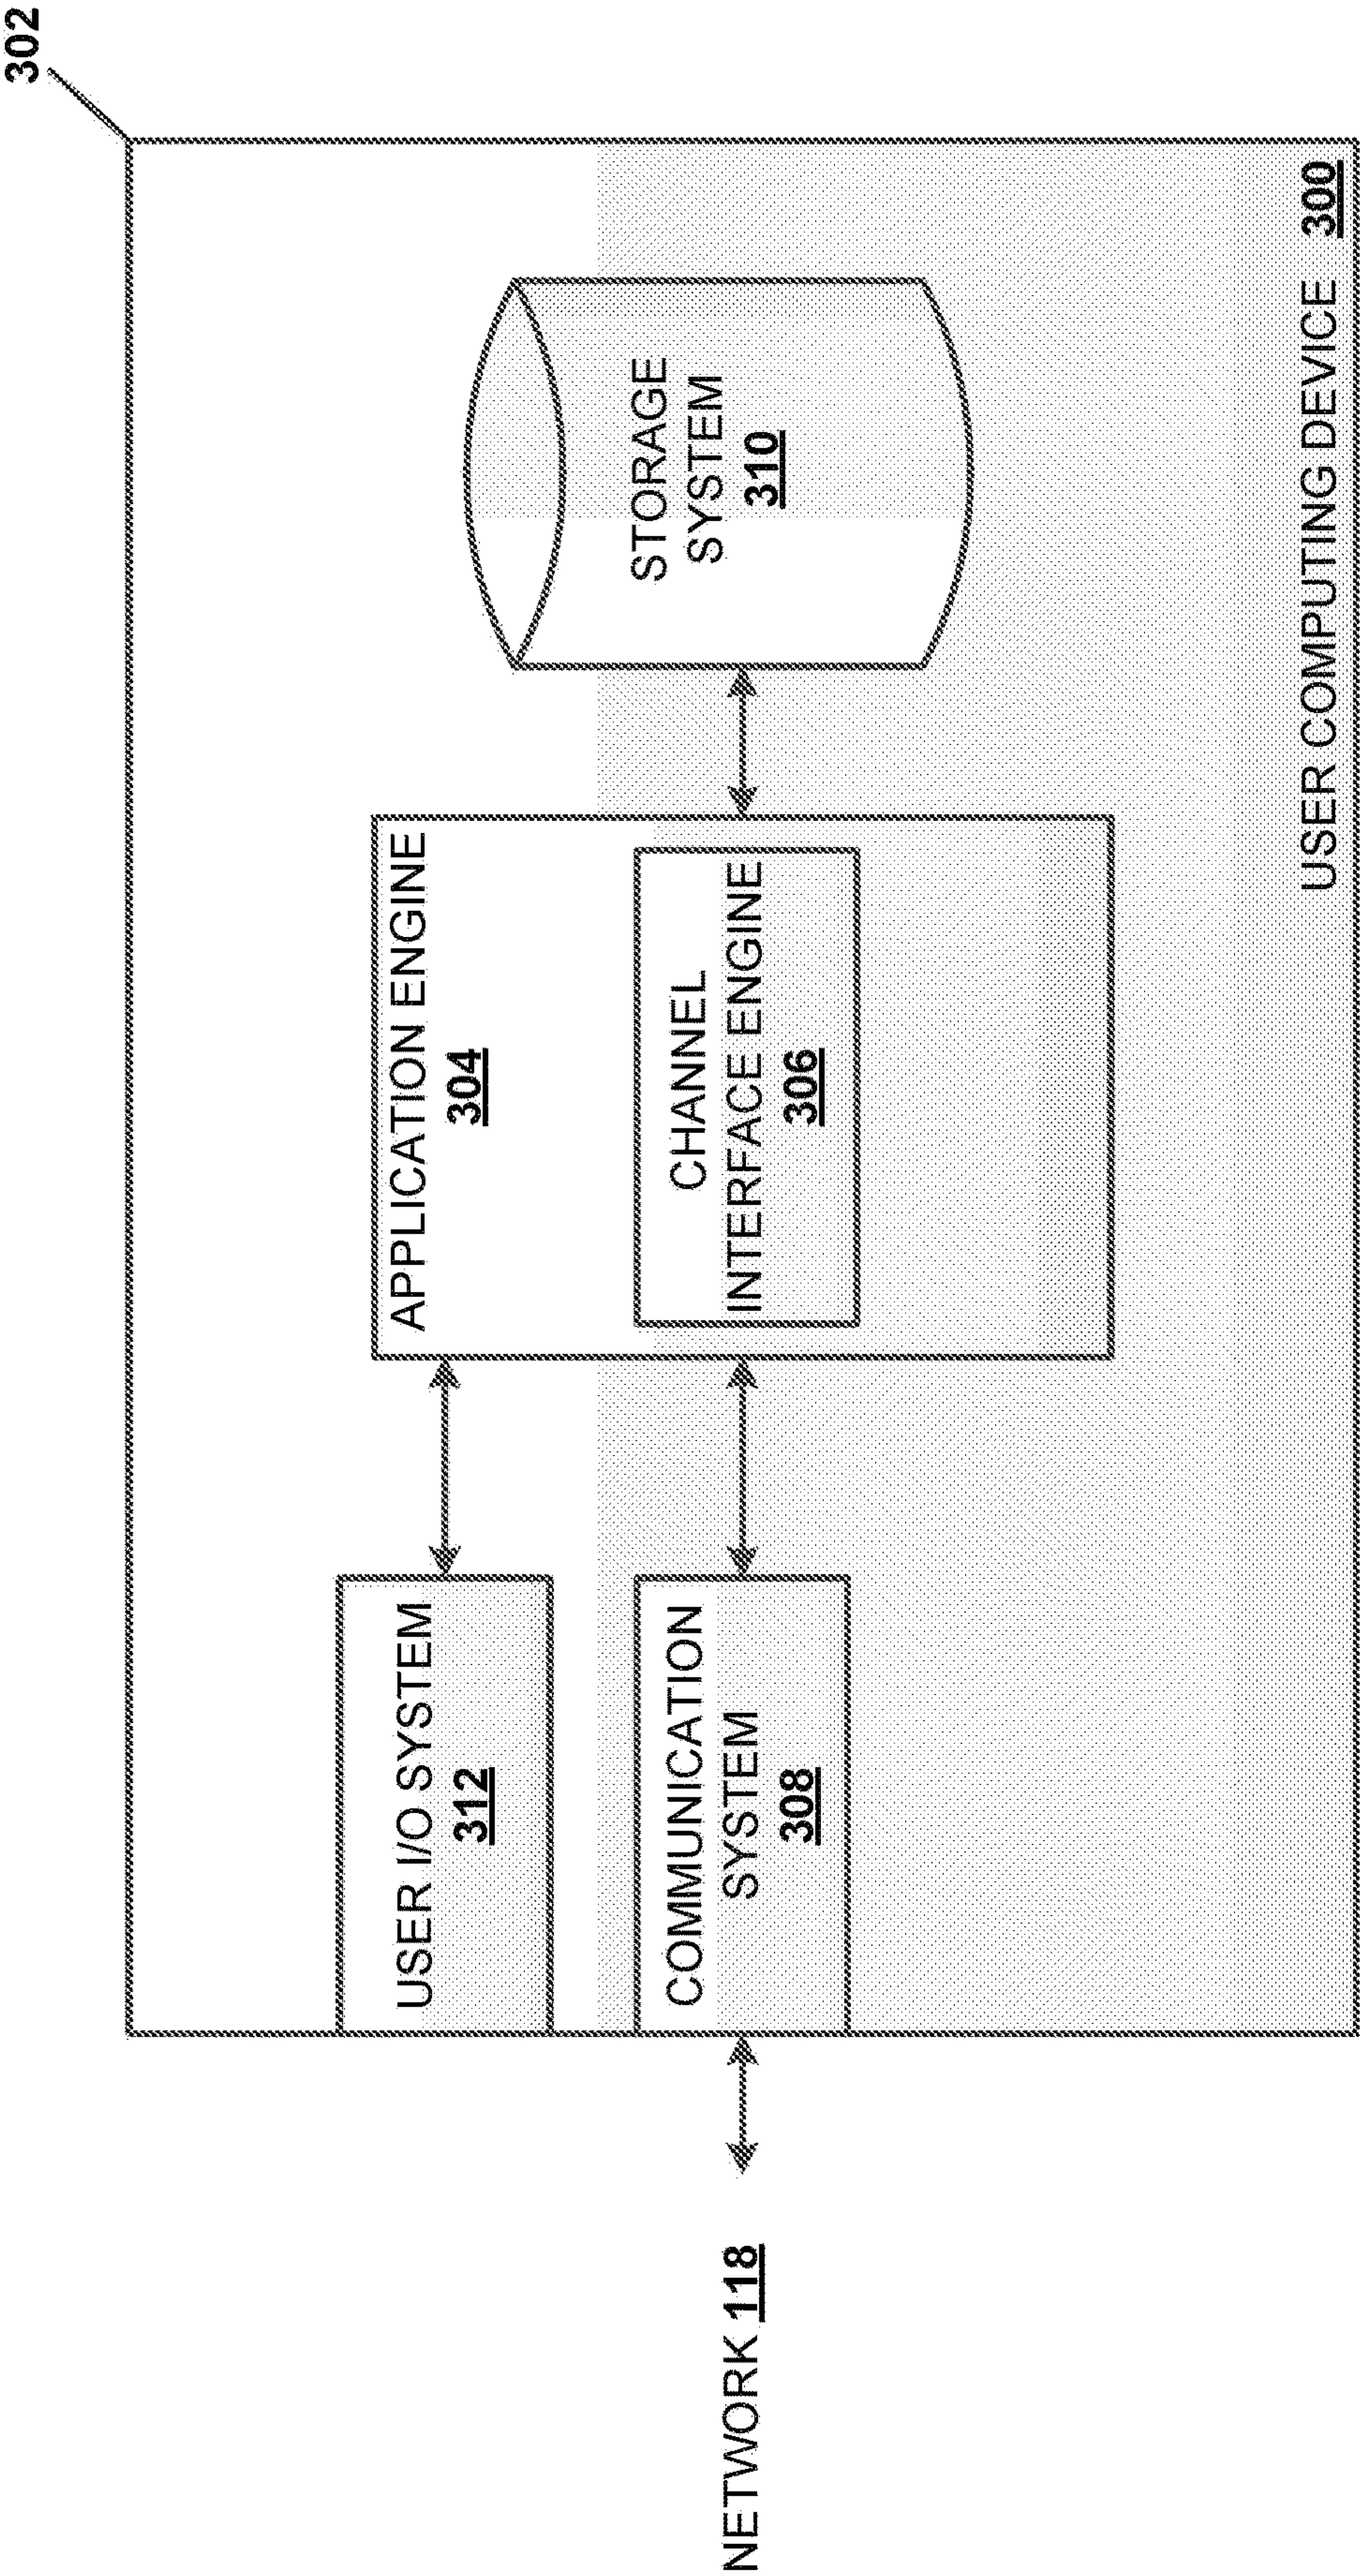 302
USER I/O SYSTEM
312
APPLICATION ENGINE
304
STORAGE
SYSTEM
310
COMMUNICATION
SYSTEM
308
CHANNEL
INTERFACE ENGINE
306
NETWORK 118
USER COMPUTING DEVICE 300